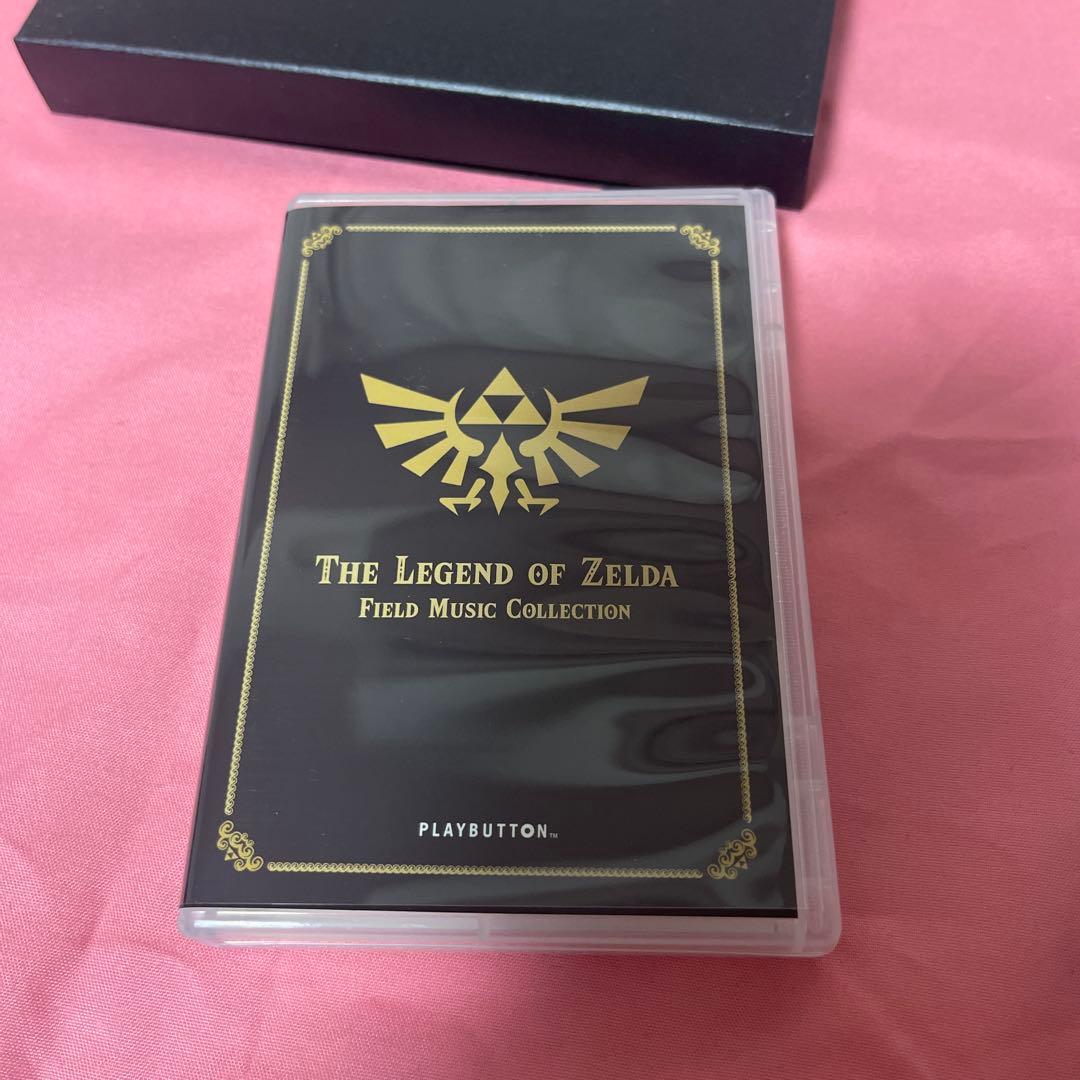 THE LEGEND OF ZELDA
FIELD MUSIC COLLECTION
PLAYBUTTON™